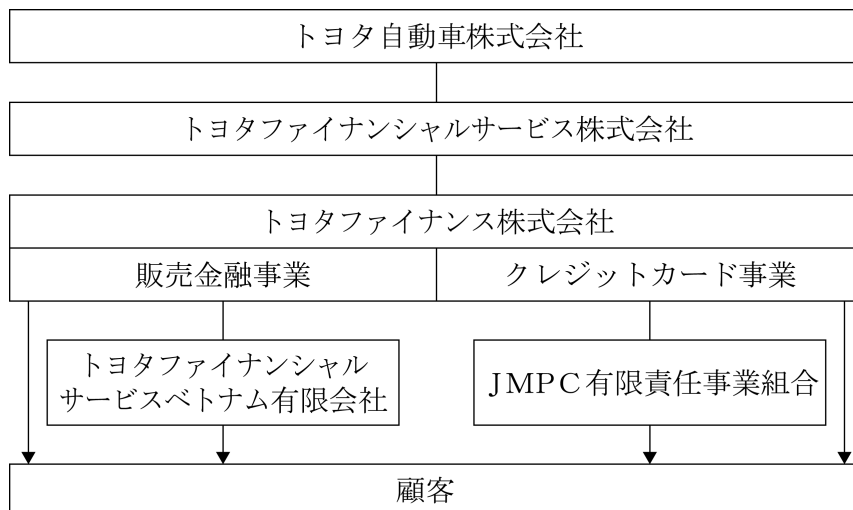 トヨタ自動車株式会社
トヨタファイナンシャルサービス株式会社
トヨタファイナンス株式会社
販売金融事業
クレジットカード事業
トヨタファイナンシャル
サービスベトナム有限会社
ＪＭＰＣ有限責任事業組合
顧客